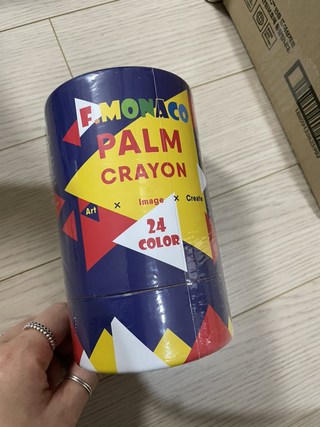 F.MONACO
PALM
CRAYON
Art × Image × Create
24
COLOR